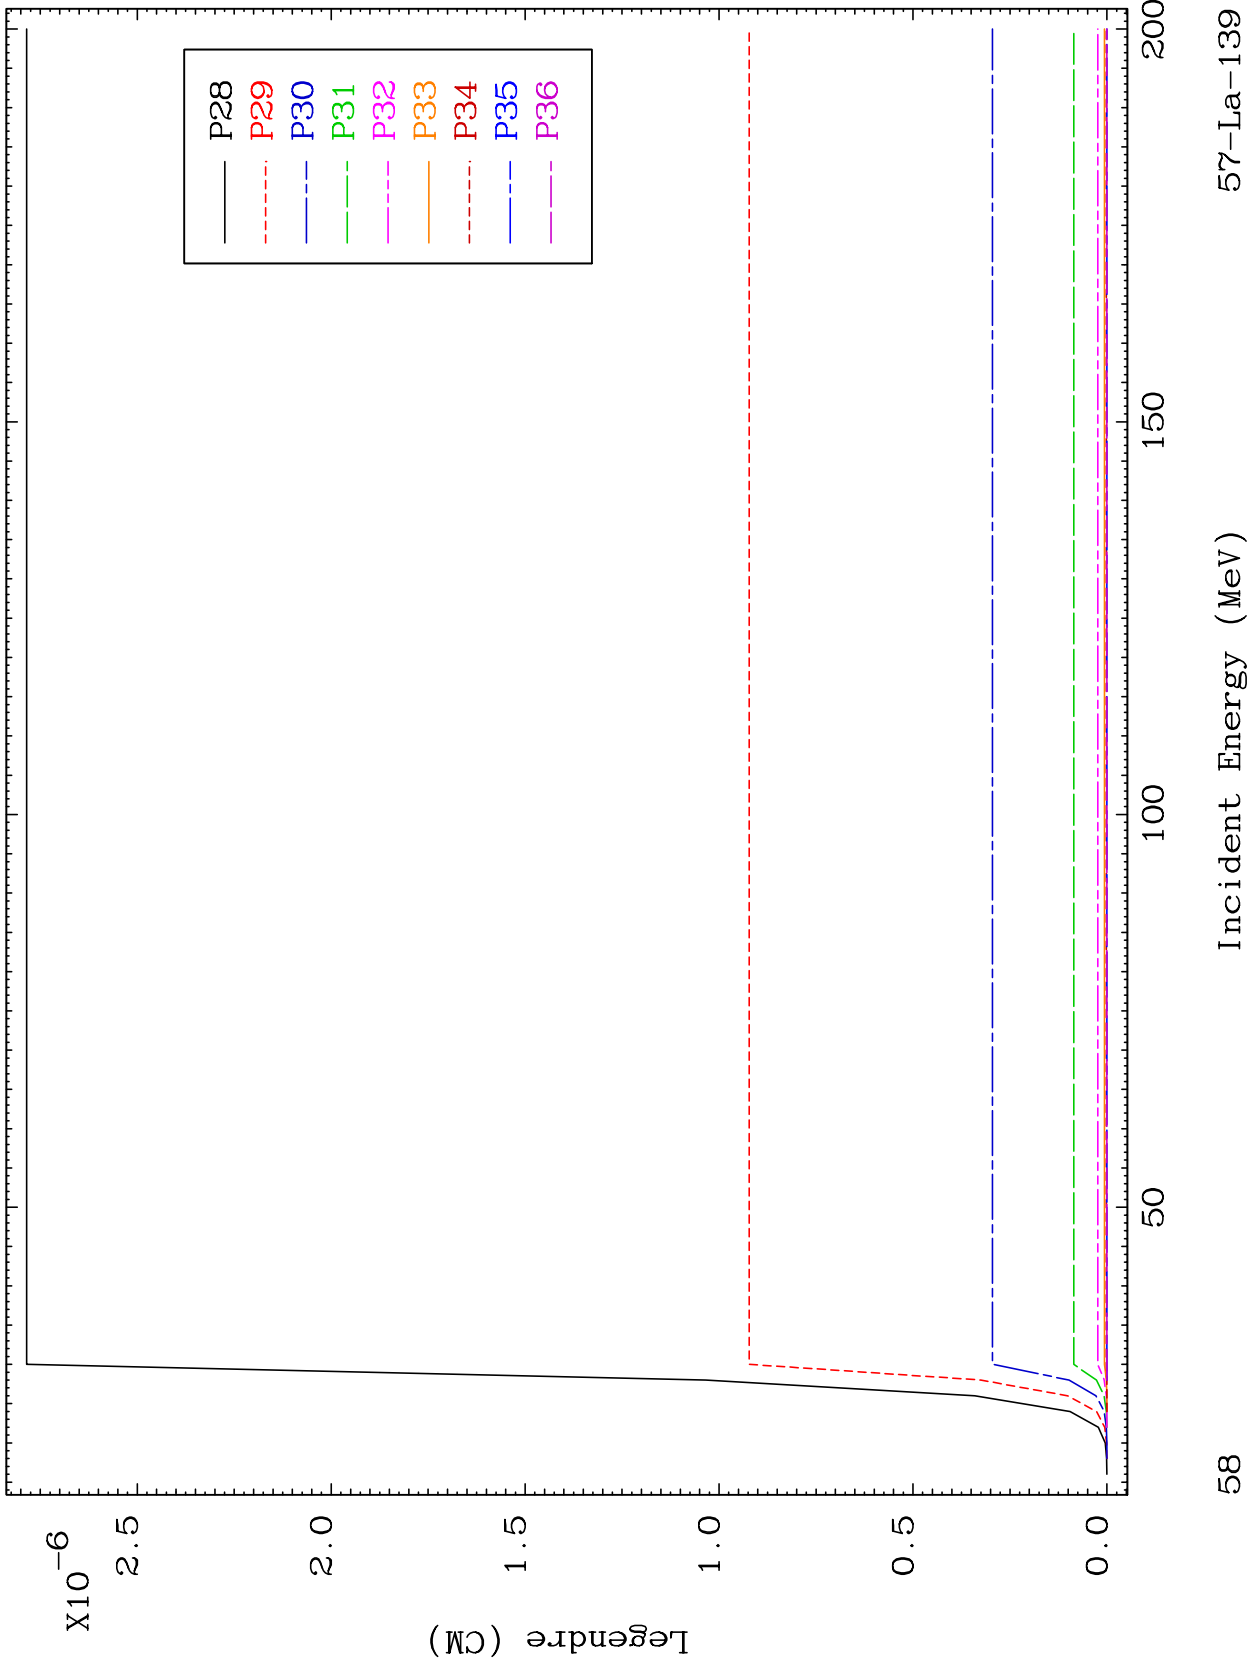 X10-6
2.5
2.0
1.5
1.0
0.5
0.0
Legendre (CM)
P28
P29
P30
P31
P32
P33
P34
P35
P36
50
100
150
200
Incident Energy (MeV)
58
57-La-139